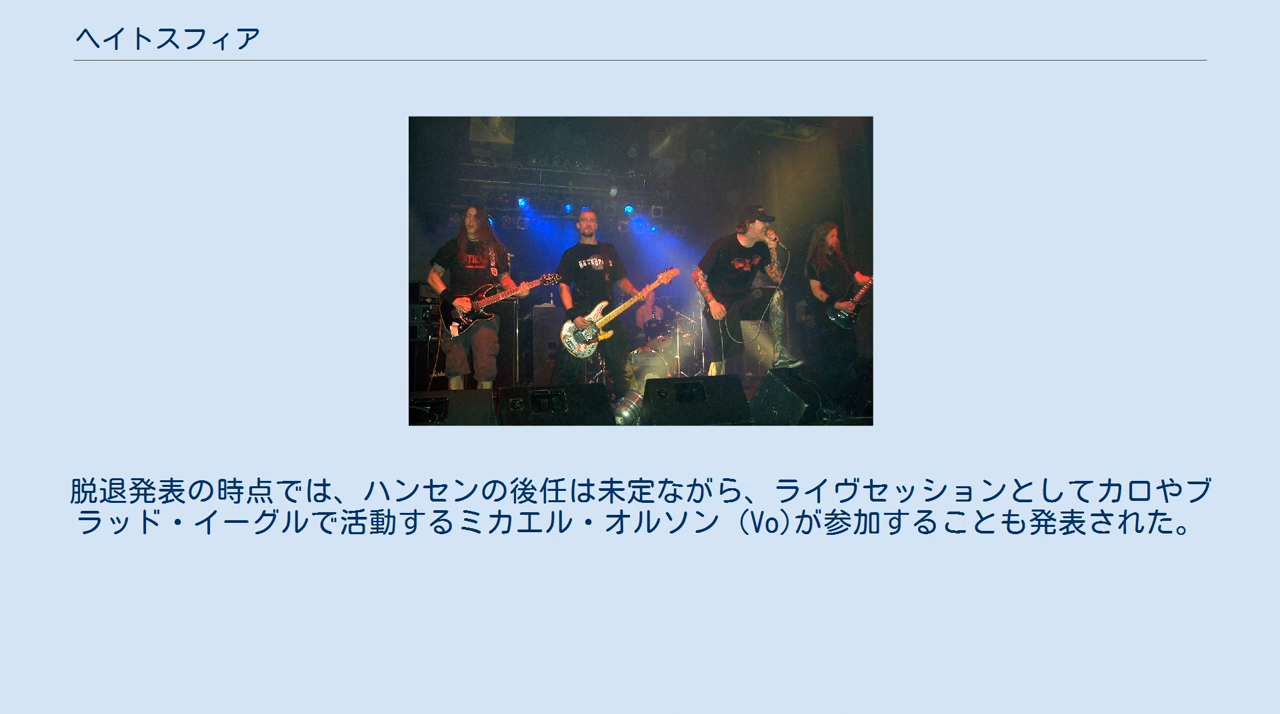 ヘイトスフィア
脱退発表の時点では、ハンセンの後任は未定ながら、ライヴセッションとしてカロやブ
ラッド・イーグルで活動するミカエル・オルソン (Vo)が参加することも発表された。